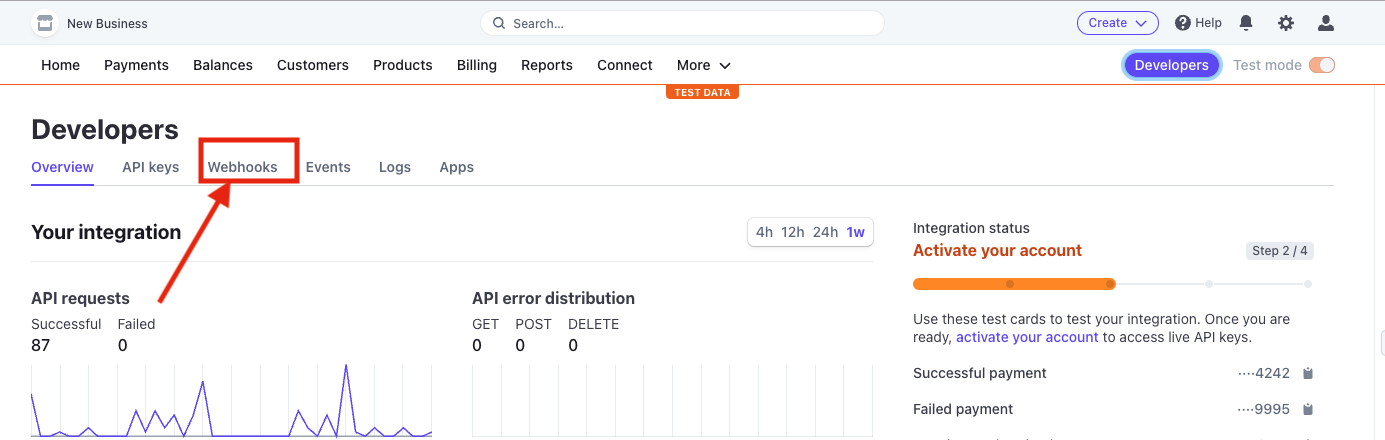 New Business
Search...
Create
Help
Home Payments Balances Customers Products Billing Reports Connect More
Developers Test mode
TEST DATA
Developers
Overview API keys Webhooks Events Logs Apps
Your integration
4h 12h 24h 1w
API requests
Successful Failed
87 0
API error distribution
GET POST DELETE
0 0 0
Integration status
Activate your account
Step 2 / 4
Use these test cards to test your integration. Once you are
ready, activate your account to access live API keys.
Successful payment ····4242
Failed payment ····9995